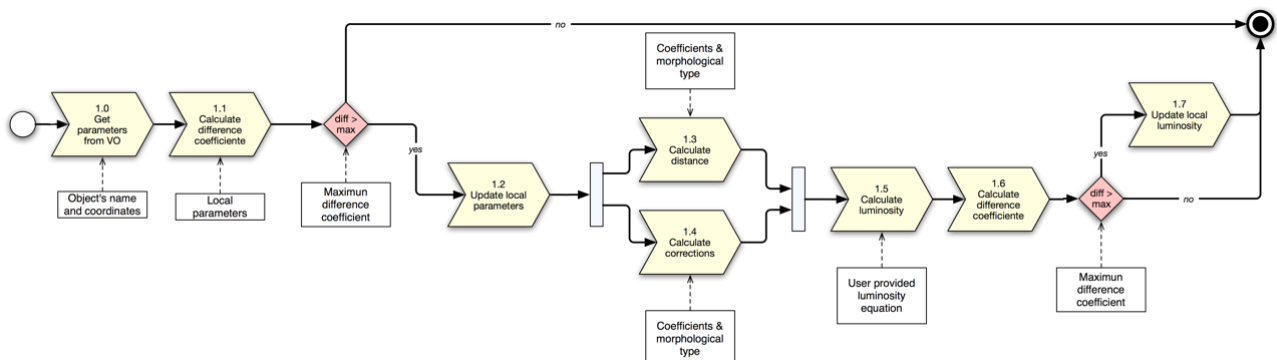 no
1.0
Get
parameters
from VO
Object's name
and coordinates
1.1
Calculate
difference
coefficiente
Local
parameters
diff >
max
yes
Maximun
difference
coefficient
1.2
Update local
parameters
Coefficients &
morphological
type
1.3
Calculate
distance
1.4
Calculate
corrections
Coefficients &
morphological
type
1.5
Calculate
luminosity
User provided
luminosity
equation
1.6
Calculate
difference
coefficiente
diff >
max
yes
no
Maximun
difference
coefficient
1.7
Update local
luminosity